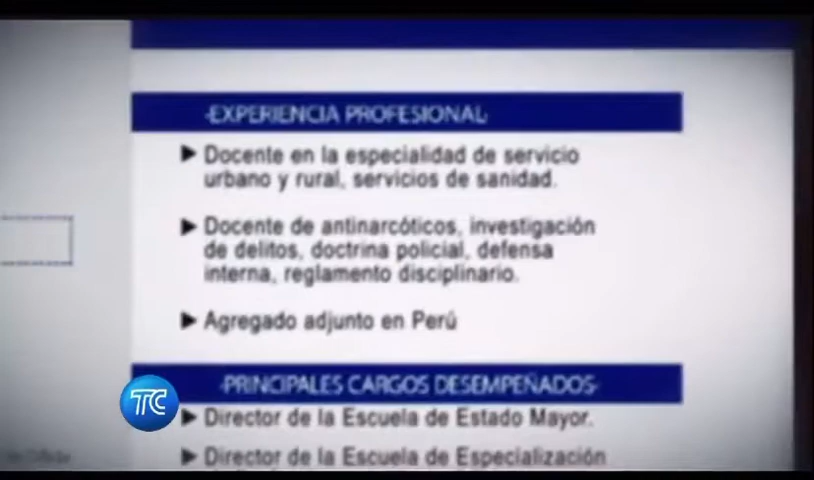 -EXPERIENCIA PROFESIONAL-
Docente en la especialidad de servicio
urbano y rural, servicios de sanidad.
Docente de antinarcóticos, investigación
de delitos, doctrina policial, defensa
interna, reglamento disciplinario.
Agregado adjunto en Perú
-PRINCIPALES CARGOS DESEMPEÑADOS-
TC
Director de la Escuela de Estado Mayor.
Director de la Escuela de Especialización